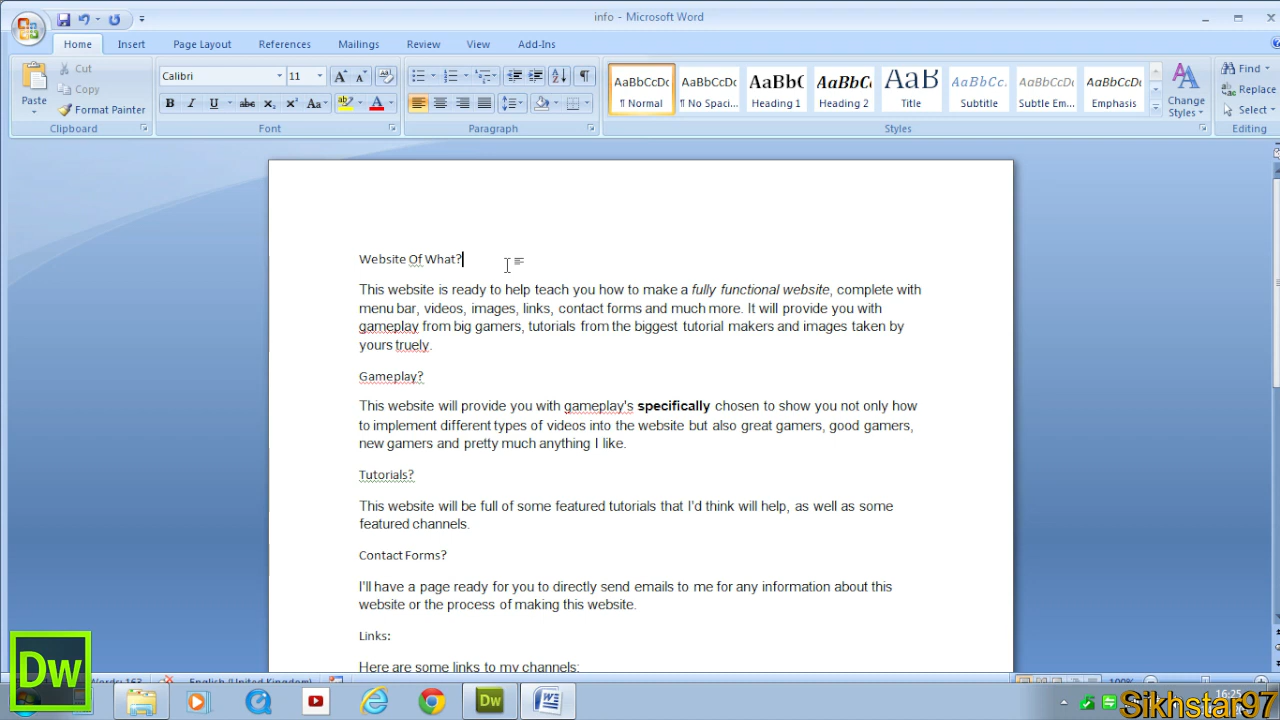 info - Microsoft Word
Home Insert Page Layout References Mailings Review View Add-Ins
Cut
Copy
Format Painter
Paste
Calibri 11
B I U abc x₂ x² Aa
AaBbCcDc AaBbCcDc AaBbC AaBbC AaB AaBbCc. AaBbCcDc AaBbCcDc
¶ Normal ¶ No Spaci... Heading 1 Heading 2 Title Subtitle Subtle Em... Emphasis
Change Styles
Find
Replace
Select
Clipboard Font Paragraph Styles Editing
Website Of What?
This website is ready to help teach you how to make a fully functional website, complete with
menu bar, videos, images, links, contact forms and much more. It will provide you with
gameplay from big gamers, tutorials from the biggest tutorial makers and images taken by
yours truely.
Gameplay?
This website will provide you with gameplay's specifically chosen to show you not only how
to implement different types of videos into the website but also great gamers, good gamers,
new gamers and pretty much anything I like.
Tutorials?
This website will be full of some featured tutorials that I'd think will help, as well as some
featured channels.
Contact Forms?
I'll have a page ready for you to directly send emails to me for any information about this
website or the process of making this website.
Links:
Here are some links to my channels:
Words: 163 English (United Kingdom) 100%
Dw
Dw
16:25
Sikhstar97